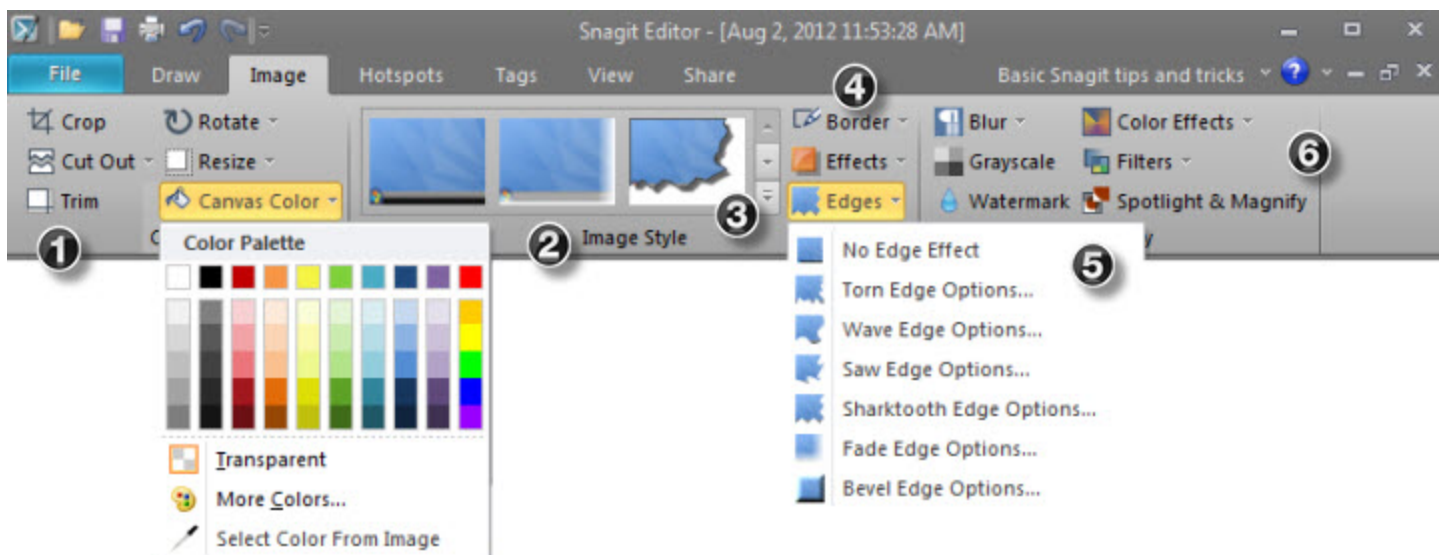 Snagit Editor - [Aug 2, 2012 11:53:28 AM]
File Draw Image Hotspots Tags View Share Basic Snagit tips and tricks ?
4
Crop Rotate Border Blur Color Effects
Cut Out Resize Effects Grayscale Filters 6
Trim Canvas Color 3 Edges Watermark Spotlight & Magnify
1 C 2 Image Style y
Color Palette
Transparent
More Colors...
Select Color From Image
No Edge Effect 5
Torn Edge Options...
Wave Edge Options...
Saw Edge Options...
Sharktooth Edge Options...
Fade Edge Options...
Bevel Edge Options...